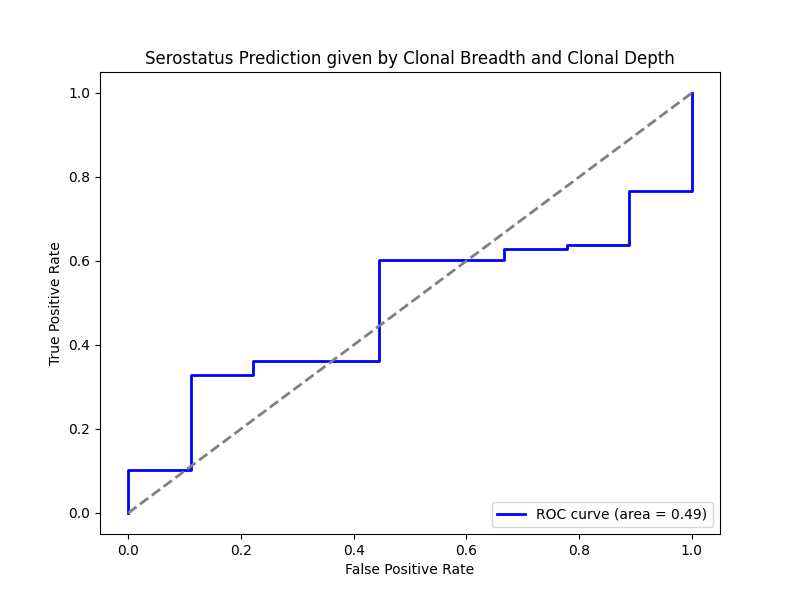 Serostatus Prediction given by Clonal Breadth and Clonal Depth
True Positive Rate
1.0
0.8
0.6
0.4
0.2
0.0
ROC curve (area = 0.49)
0.0 0.2 0.4 0.6 0.8 1.0
False Positive Rate